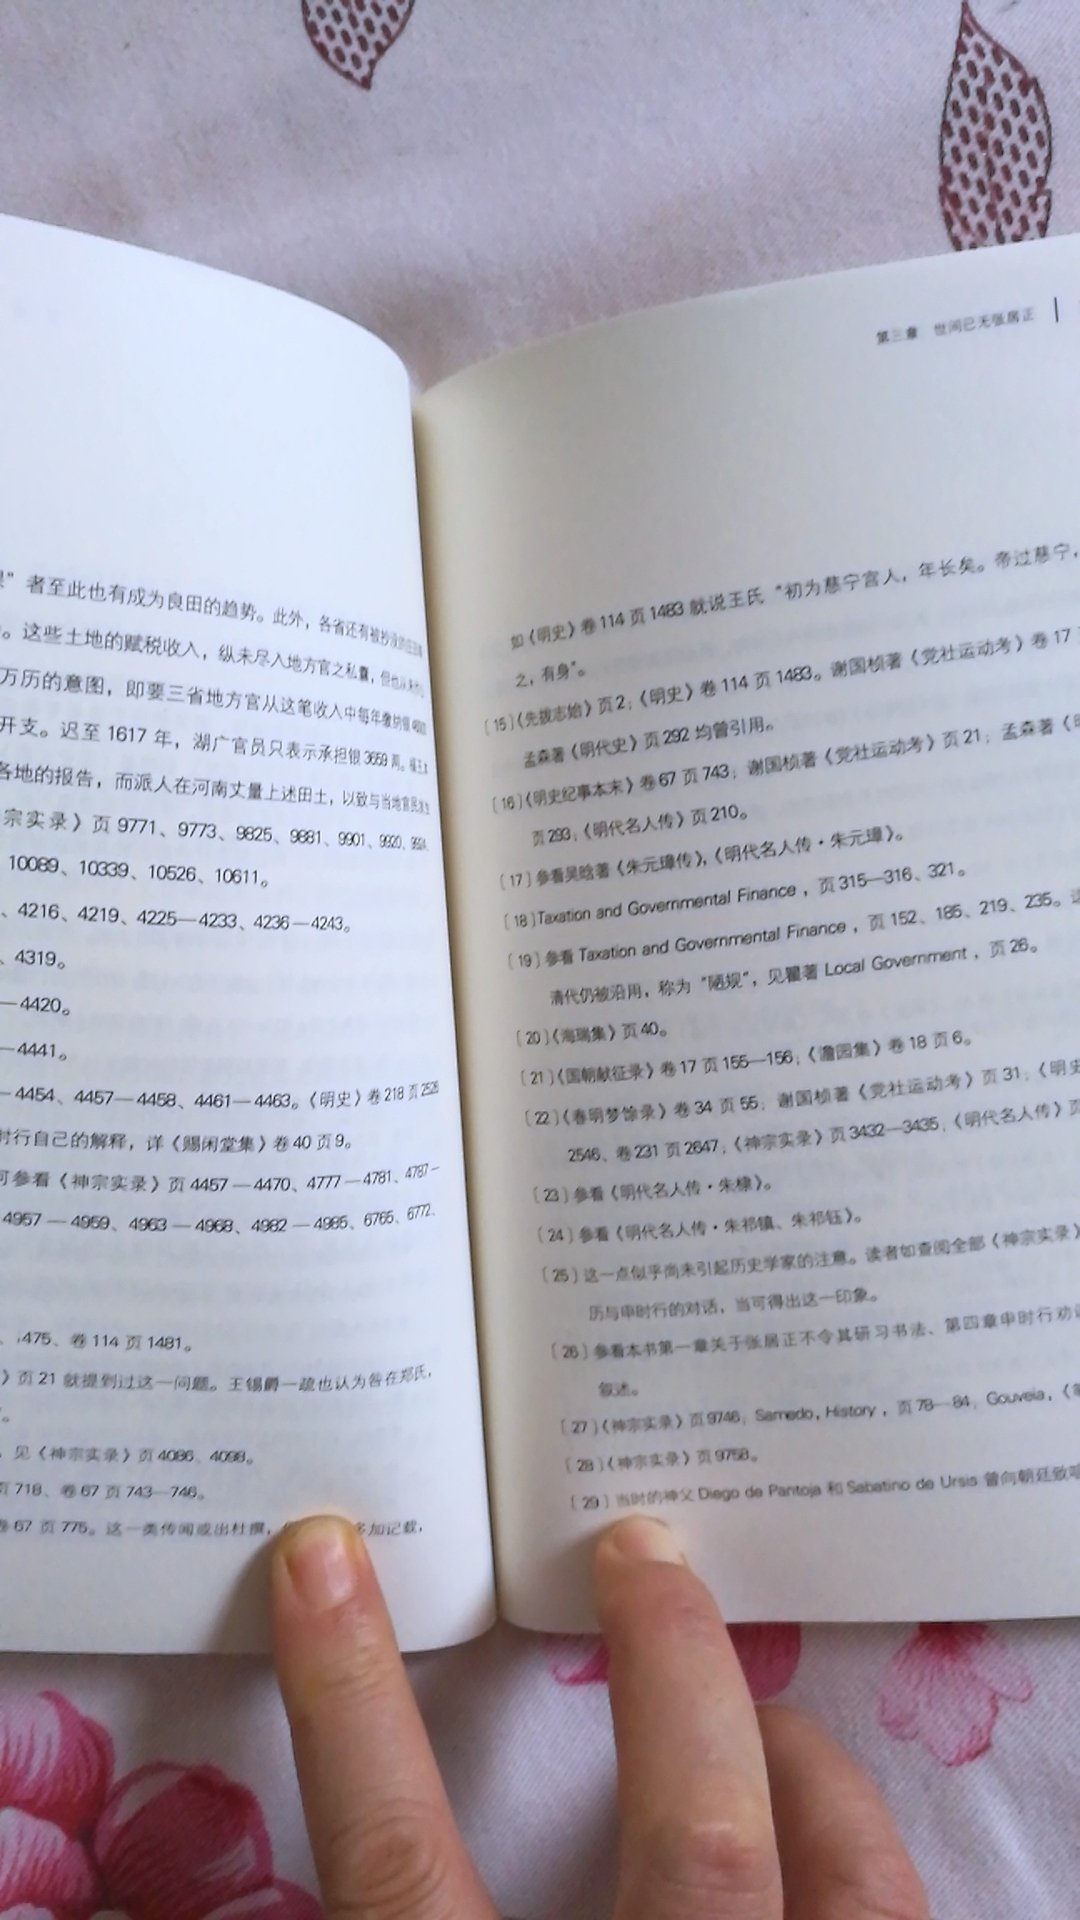 ”者至此也有成为良田的趋势。此外，各省还有被抄没的
。这些土地的赋税收入，纵未尽入地方官之私囊，但也
万历的意图，即要三省地方官从这笔收入中每年缴纳银
开支。迟至 1617 年，湖广官员只表示承担银 3659 两。福王
各地的报告，而派人在河南丈量上述田土，以致与当地官员
宗实录》页 9771、9773、9825、9881、9901、9920、
10089、10339、10526、10611。
、4216、4219、4225—4233、4236—4243。
、4319。
—4420。
—4441。
—4454、4457—4458、4461—4463。《明史》卷 218 页 2526
时行自己的解释，详《赐闲堂集》卷 40 页 9。
可参看《神宗实录》页 4457—4470、4777—4781、4787—
4957—4959、4963—4968、4982—4985、6765、6772、
475、卷 114 页 1481。
》页 21 就提到过这一问题。王锡爵一疏也认为咎在郑氏，
。
，见《神宗实录》页 4086、4098。
页 718、卷 67 页 743—746。
卷 67 页 775。这一类传闻或出杜撰，多加记载，
第三章 世间已无张居正
如《明史》卷 114 页 1483 就说王氏“初为慈宁宫人，年长矣。帝过慈宁，
之，有身”。
〔15〕《先拨志始》页 2；《明史》卷 114 页 1483。谢国桢著《党社运动考》卷 17
孟森著《明代史》页 292 均曾引用。
〔16〕《明史纪事本末》卷 67 页 743；谢国桢著《党社运动考》页 21；孟森著《
页 293；《明代名人传》页 210。
〔17〕参看吴晗著《朱元璋传》，《明代名人传·朱元璋》。
〔18〕Taxation and Governmental Finance，页 315—316、321。
〔19〕参看 Taxation and Governmental Finance，页 152、185、219、235。
清代仍被沿用，称为“陋规”，见瞿著 Local Government，页 26。
〔20〕《海瑞集》页 40。
〔21〕《国朝献征录》卷 17 页 155—156；《澹园集》卷 18 页 6。
〔22〕《春明梦馀录》卷 34 页 55；谢国桢著《党社运动考》页 31；《明史
2546、卷 231 页 2647；《神宗实录》页 3432—3435；《明代名人传》页
〔23〕参看《明代名人传·朱棣》。
〔24〕参看《明代名人传·朱祁镇、朱祁钰》。
〔25〕这一点似乎尚未引起历史学家的注意。读者如查阅全部《神宗实录》
历与申时行的对话，当可得出这一印象。
〔26〕参看本书第一章关于张居正不令其研习书法、第四章申时行劝
叙述。
〔27〕《神宗实录》页 9746；Samedo, History，页 78—84；Gouveia，《
〔28〕《神宗实录》页 9758。
〔29〕当时的神父 Diego de Pantoja 和 Sabatino de Ursis 曾向朝廷致